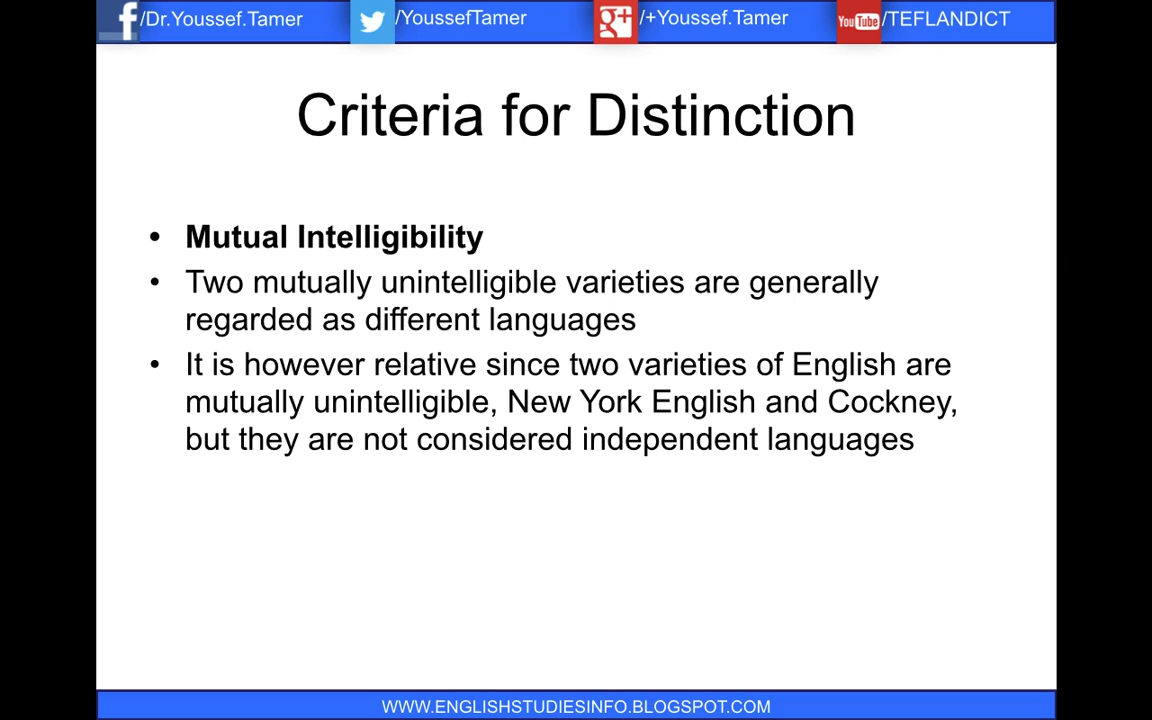 /Dr.Youssef.Tamer /YoussefTamer g+ /+Youssef.Tamer You Tube /TEFLANDICT
Criteria for Distinction
• Mutual Intelligibility
• Two mutually unintelligible varieties are generally
regarded as different languages
• It is however relative since two varieties of English are
mutually unintelligible, New York English and Cockney,
but they are not considered independent languages
WWW.ENGLISHSTUDIESINFO.BLOGSPOT.COM